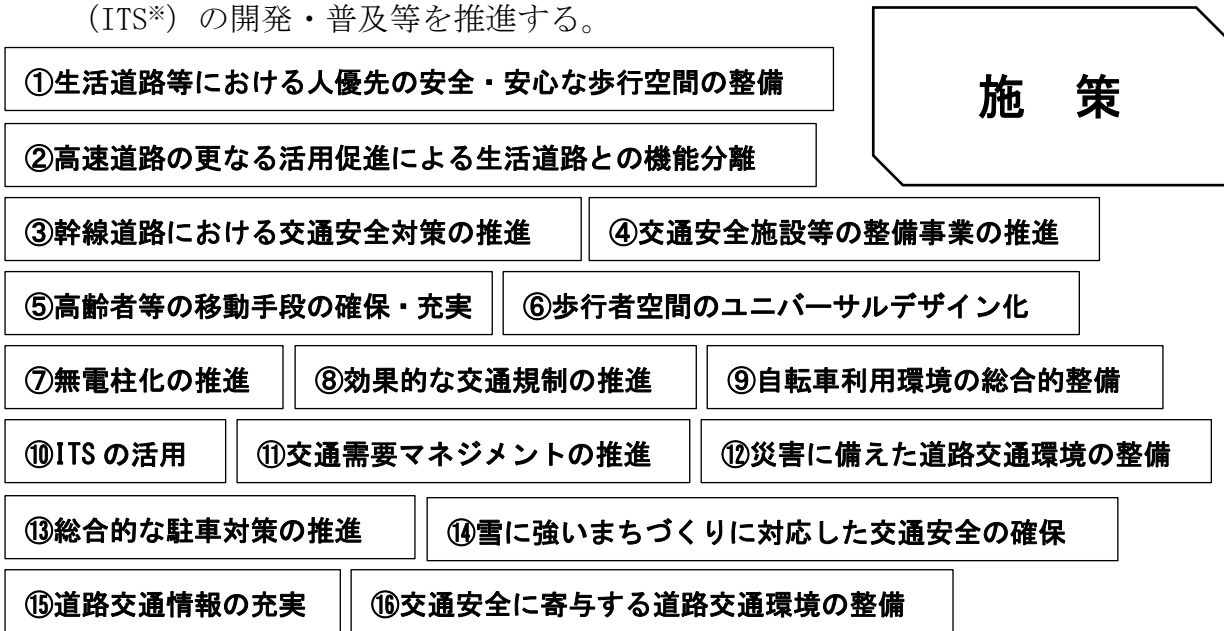 （ITS※）の開発・普及等を推進する。
施　策
①生活道路等における人優先の安全・安心な歩行空間の整備
②高速道路の更なる活用促進による生活道路との機能分離
③幹線道路における交通安全対策の推進
④交通安全施設等の整備事業の推進
⑤高齢者等の移動手段の確保・充実
⑥歩行者空間のユニバーサルデザイン化
⑦無電柱化の推進
⑧効果的な交通規制の推進
⑨自転車利用環境の総合的整備
⑩ITS の活用
⑪交通需要マネジメントの推進
⑫災害に備えた道路交通環境の整備
⑬総合的な駐車対策の推進
⑭雪に強いまちづくりに対応した交通安全の確保
⑮道路交通情報の充実
⑯交通安全に寄与する道路交通環境の整備